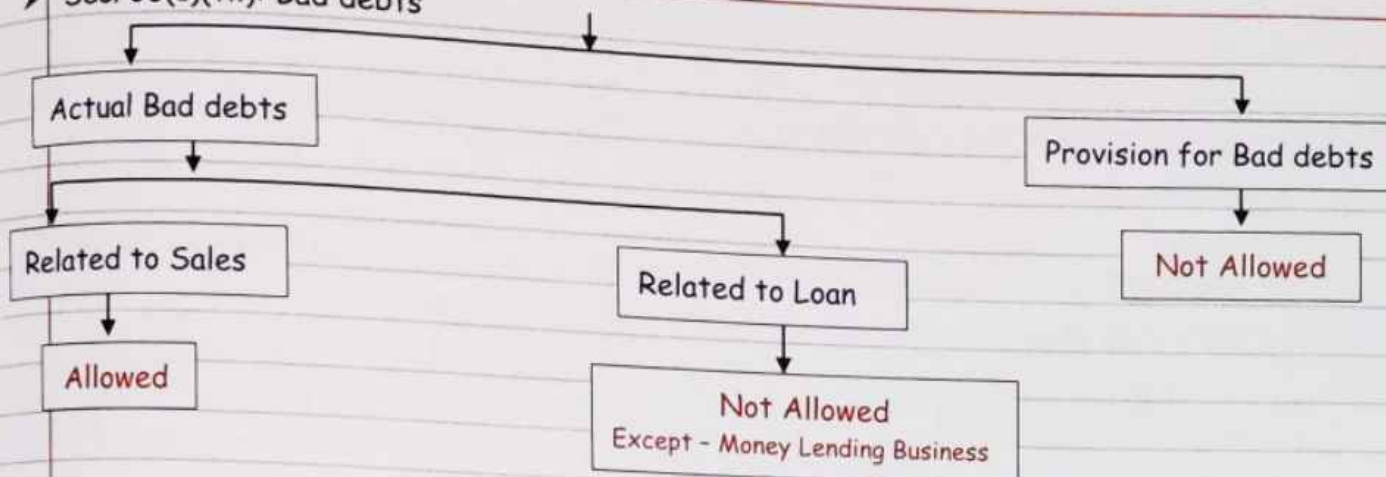 Bad debts
Actual Bad debts
Provision for Bad debts
Related to Sales
Related to Loan
Not Allowed
Allowed
Not Allowed
Except - Money Lending Business